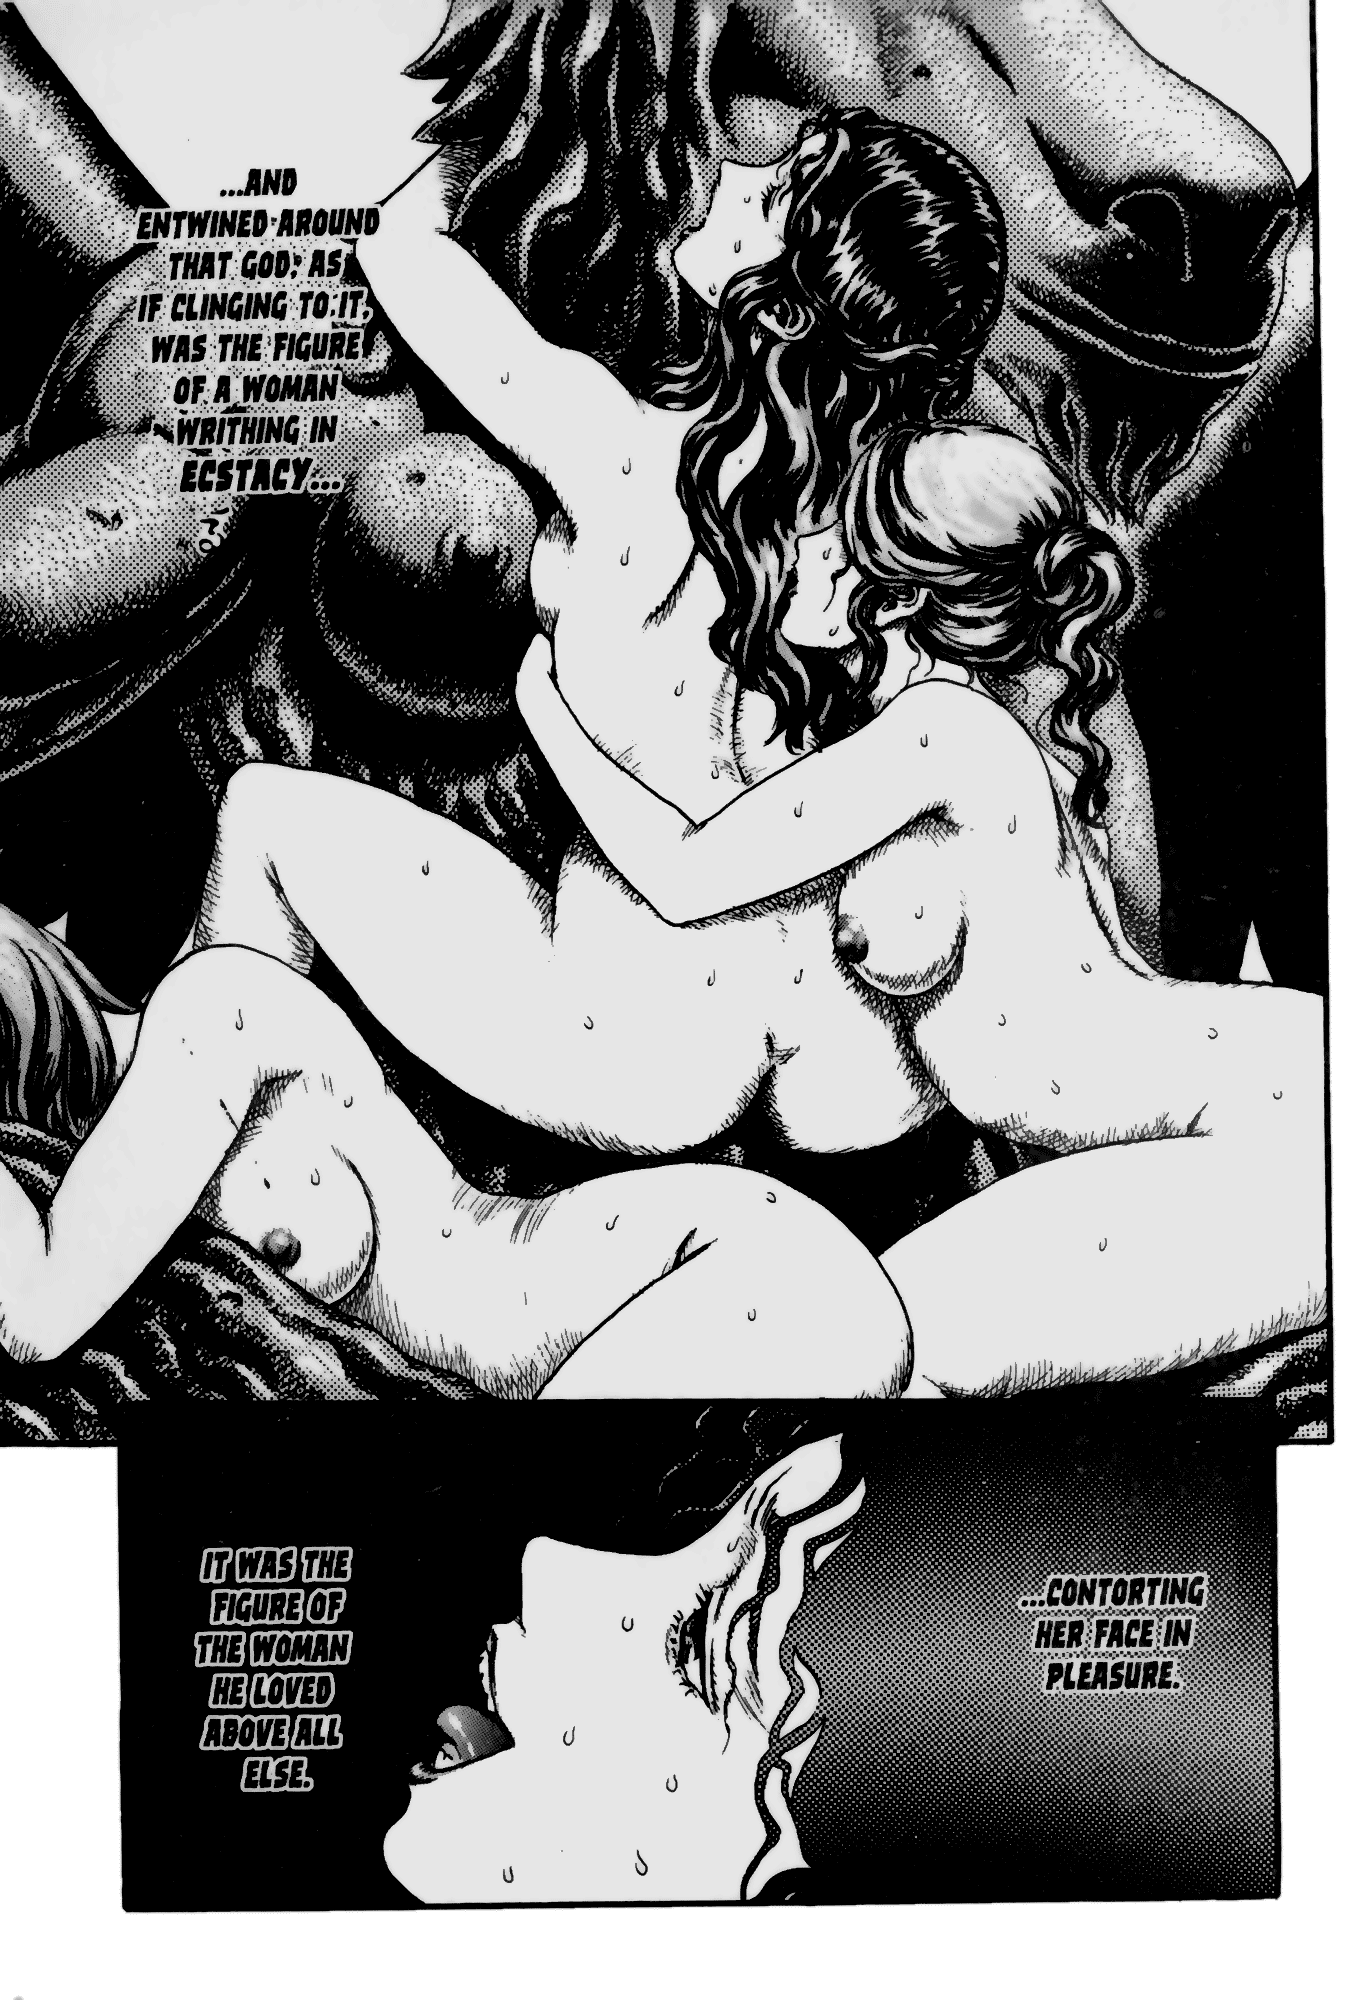 ...AND
ENTWINED AROUND
THAT GOD, AS
IF CLINGING TO IT,
WAS THE FIGURE
OF A WOMAN
WRITHING IN
ECSTACY...
...CONTORTING
HER FACE IN
PLEASURE.
IT WAS THE
FIGURE OF
THE WOMAN
HE LOVED
ABOVE ALL
ELSE.